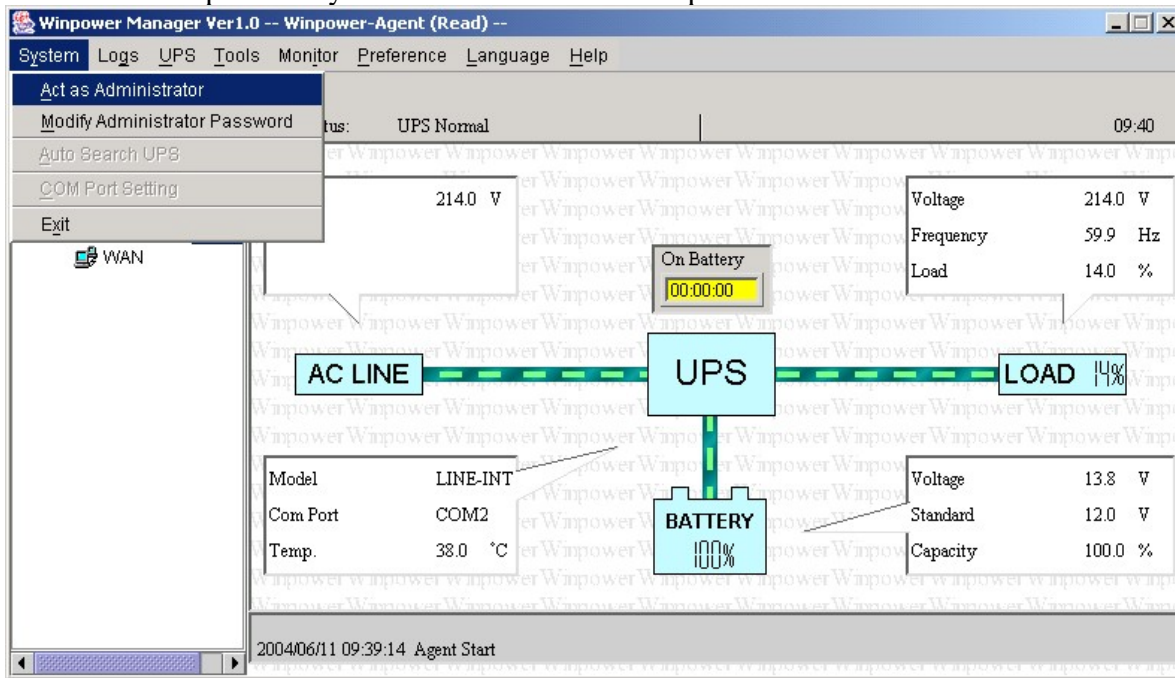 Winpower Manager Ver1.0 -- Winpower-Agent (Read) --
System Logs UPS Tools Monitor Preference Language Help
Act as Administrator
Modify Administrator Password
Auto Search UPS
COM Port Setting
Exit
WAN
tus: UPS Normal
09:40
214.0 V
Voltage 214.0 V
Frequency 59.9 Hz
Load 14.0 %
On Battery
00:00:00
AC LINE
UPS
LOAD 14%
Model LINE-INT
Com Port COM2
Temp. 38.0 °C
BATTERY
100%
Voltage 13.8 V
Standard 12.0 V
Capacity 100.0 %
2004/06/11 09:39:14 Agent Start